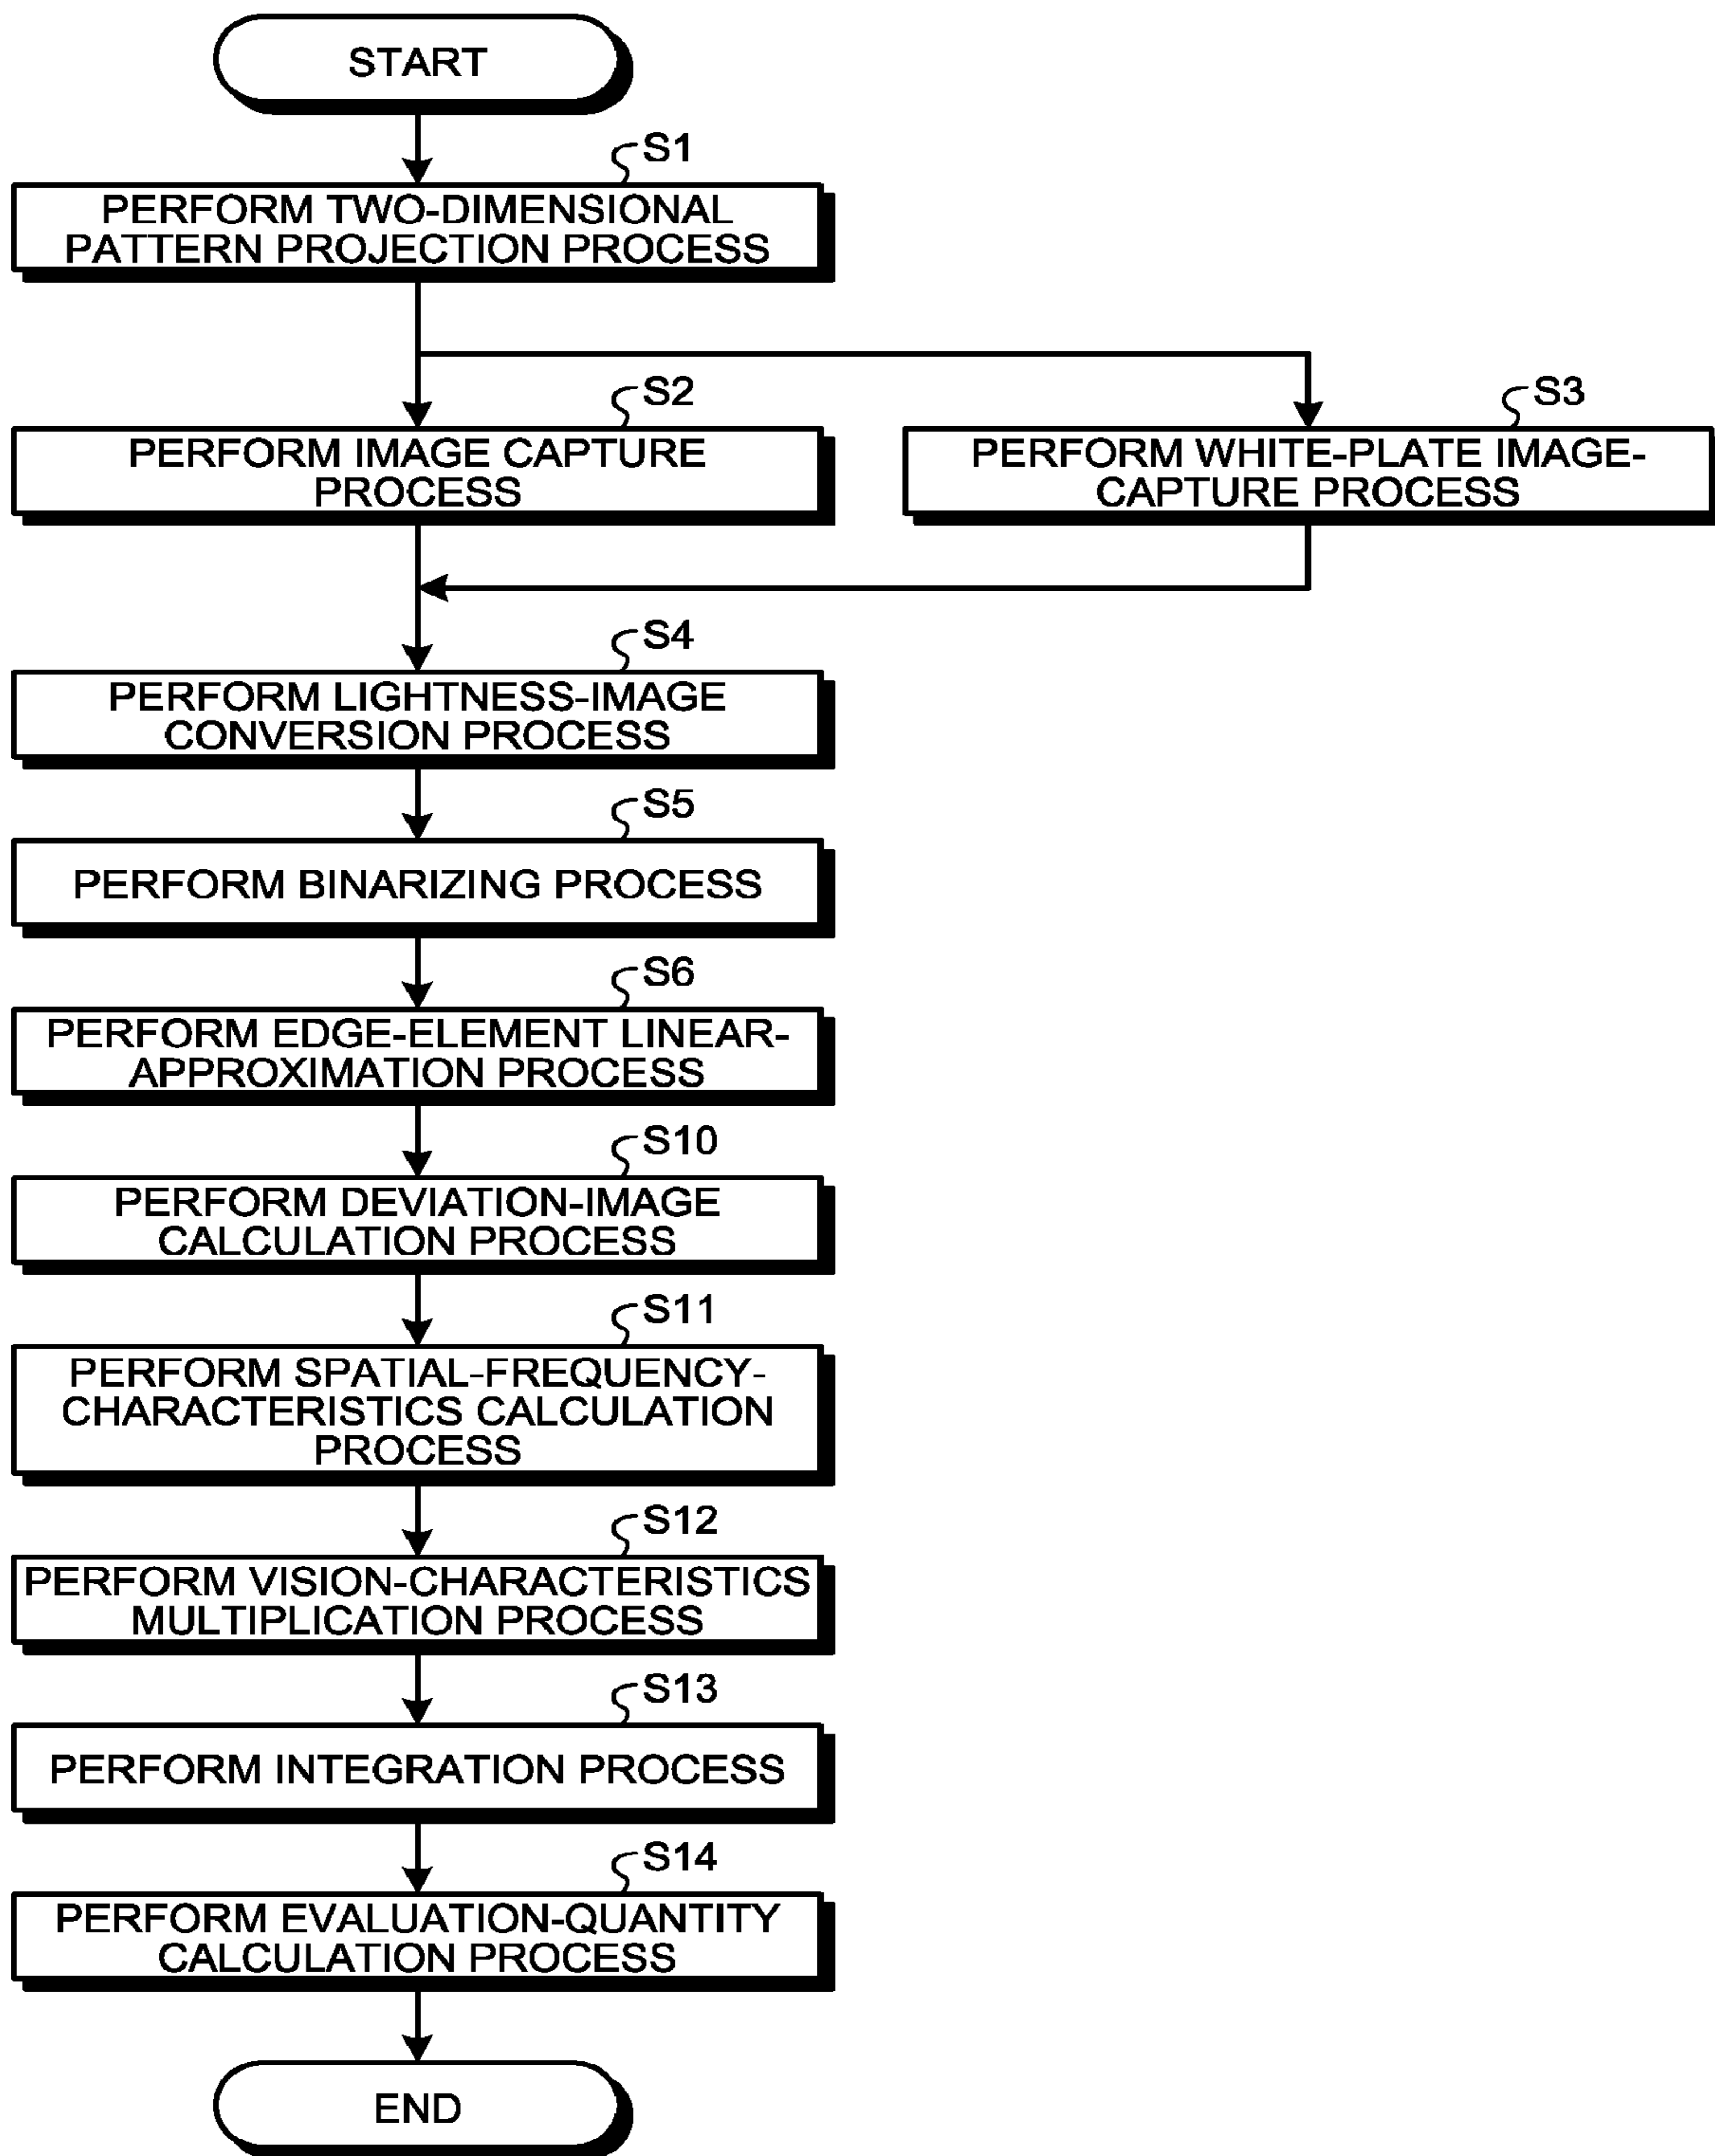 START
S1
PERFORM TWO-DIMENSIONAL
PATTERN PROJECTION PROCESS
S2
PERFORM IMAGE CAPTURE
PROCESS
S3
PERFORM WHITE-PLATE IMAGE-
CAPTURE PROCESS
S4
PERFORM LIGHTNESS-IMAGE
CONVERSION PROCESS
S5
PERFORM BINARIZING PROCESS
S6
PERFORM EDGE-ELEMENT LINEAR-
APPROXIMATION PROCESS
S10
PERFORM DEVIATION-IMAGE
CALCULATION PROCESS
S11
PERFORM SPATIAL-FREQUENCY-
CHARACTERISTICS CALCULATION
PROCESS
S12
PERFORM VISION-CHARACTERISTICS
MULTIPLICATION PROCESS
S13
PERFORM INTEGRATION PROCESS
S14
PERFORM EVALUATION-QUANTITY
CALCULATION PROCESS
END